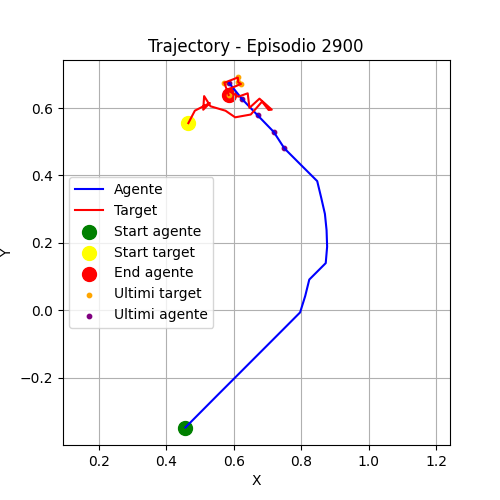 Trajectory - Episodio 2900
0.6
0.4
0.2
0.0
−0.2
Y
Agente
Target
Start agente
Start target
End agente
Ultimi target
Ultimi agente
0.2
0.4
0.6
0.8
1.0
1.2
X